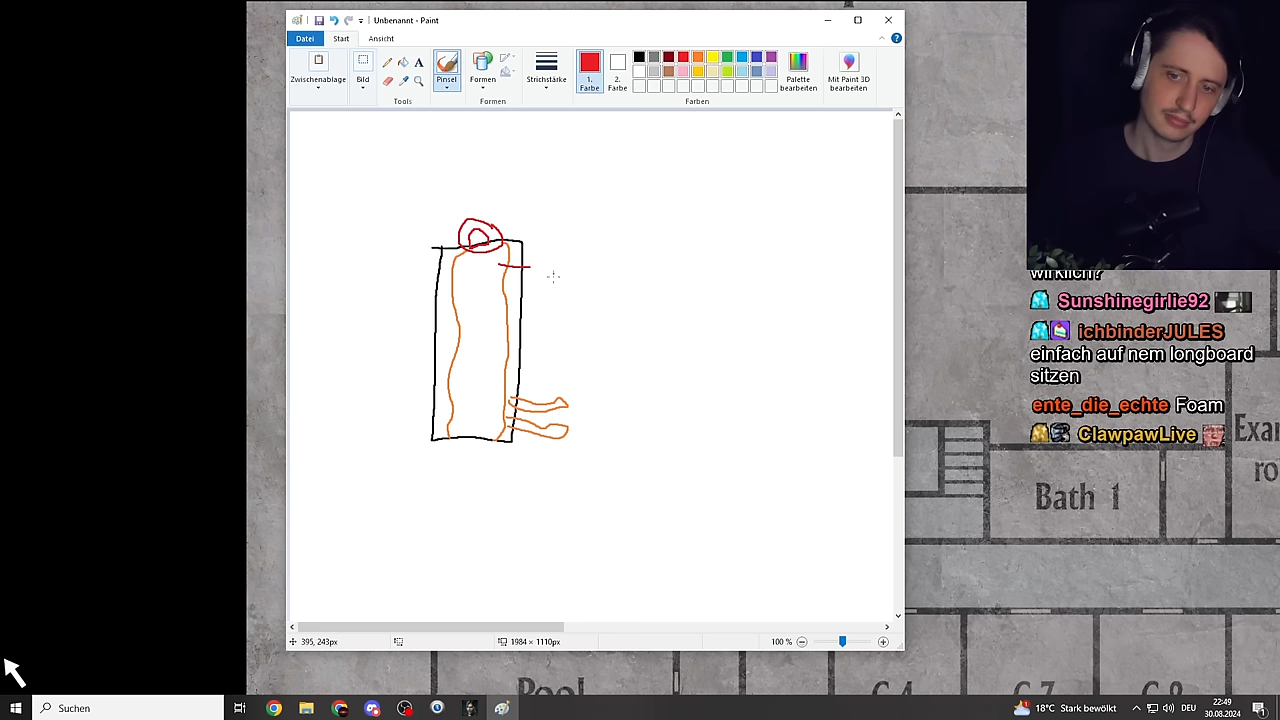 Unbenannt - Paint
Datei Start Ansicht
Zwischenablage
Bild
Tools
Pinsel
Formen
Formen
Strichstärke
1.
Farbe
2.
Farbe
Palette
bearbeiten
Mit Paint 3D
bearbeiten
Farben
wirklich?
Sunshinegirlie92
ichbinderJULES
einfach auf nem longboard
sitzen
ente_die_echte Foam
ClawpawLive
Bath 1
Pool
395, 243px
1984 × 1110px
100 %
Suchen
18°C Stark bewölkt
DEU
22:49
30.08.2024